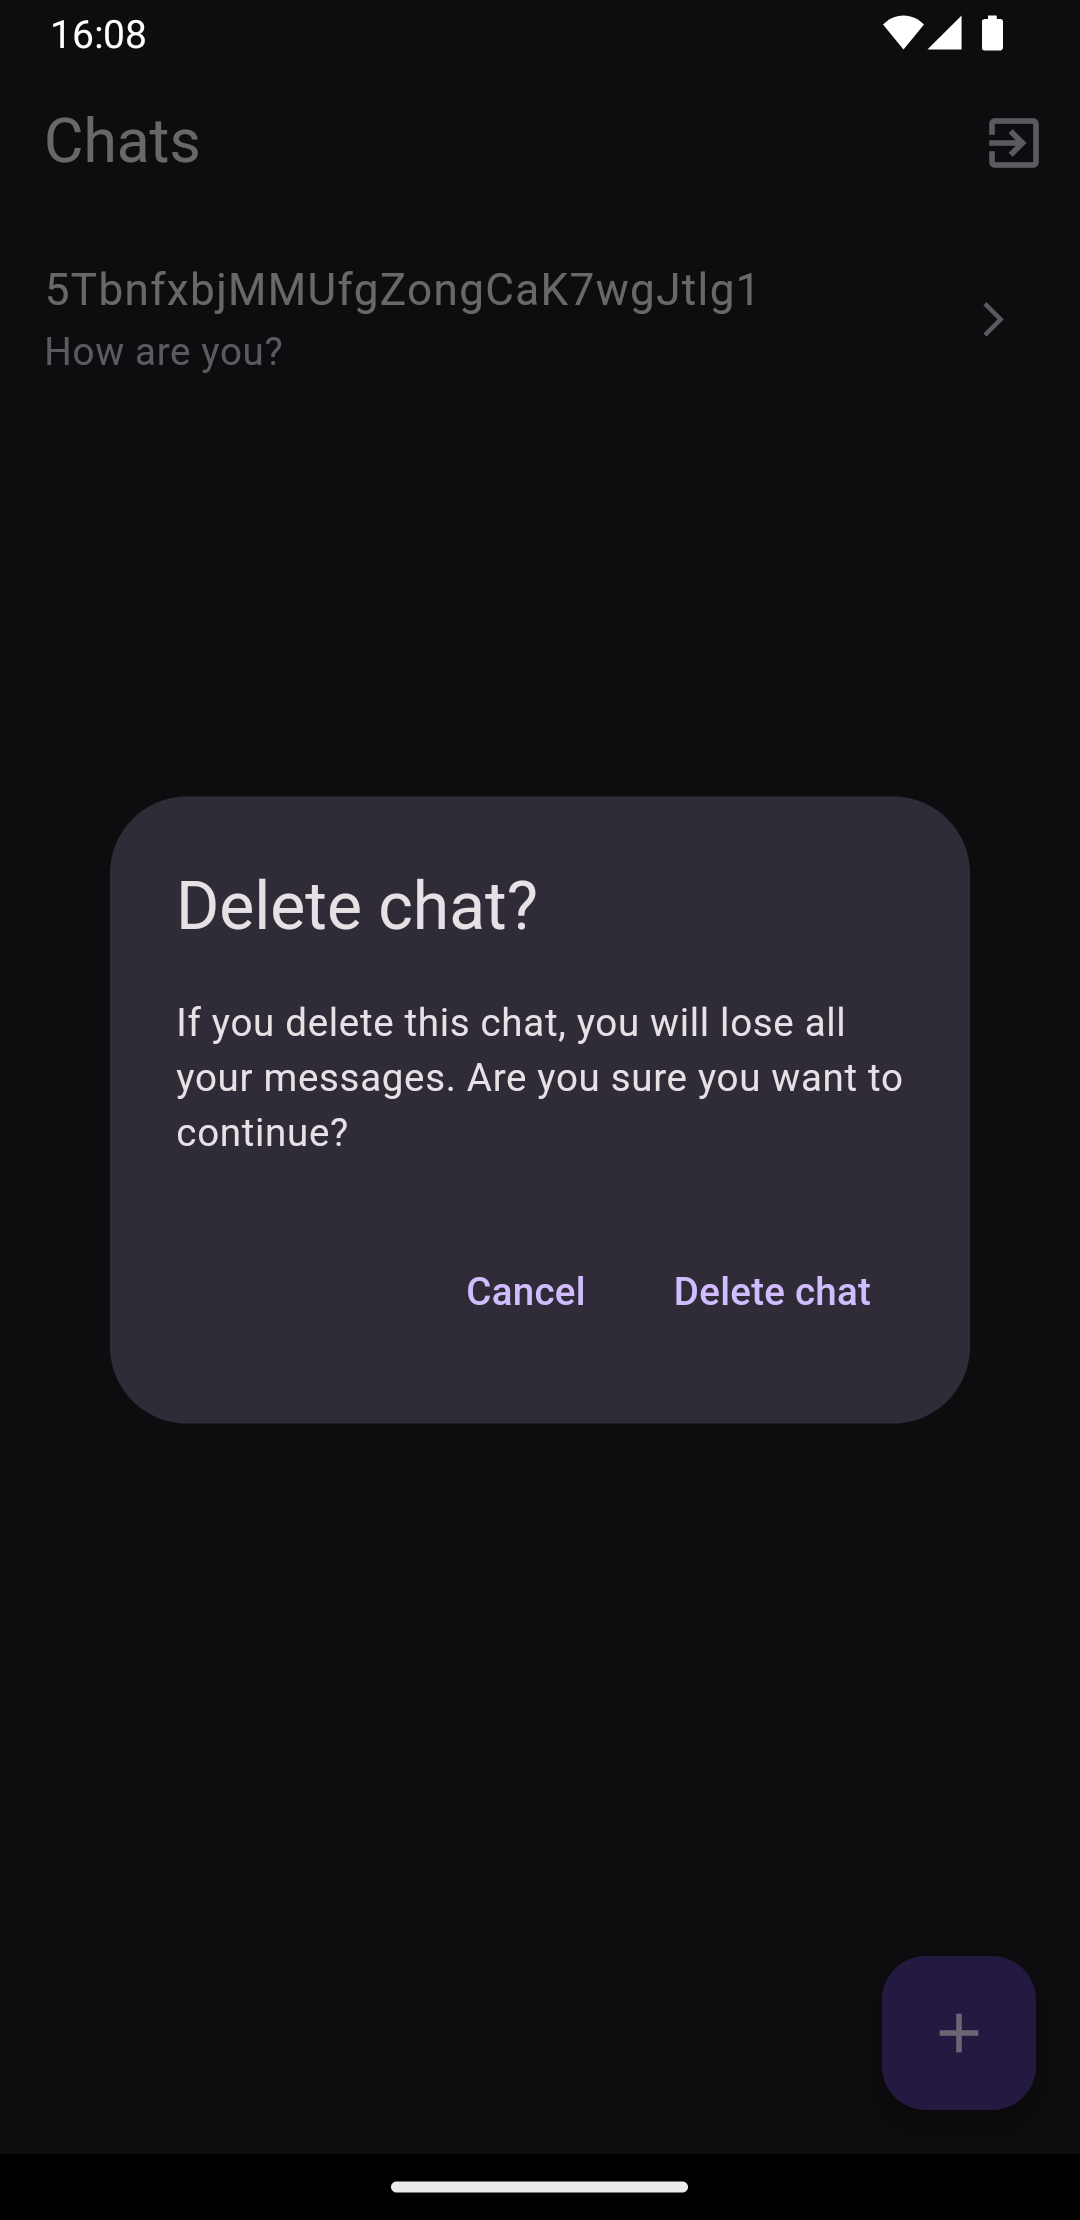 16:08
Chats
5TbnfxbjMMUfgZongCaK7wgJtlg1
How are you?
Delete chat?
If you delete this chat, you will lose all
your messages. Are you sure you want to
continue?
Cancel
Delete chat